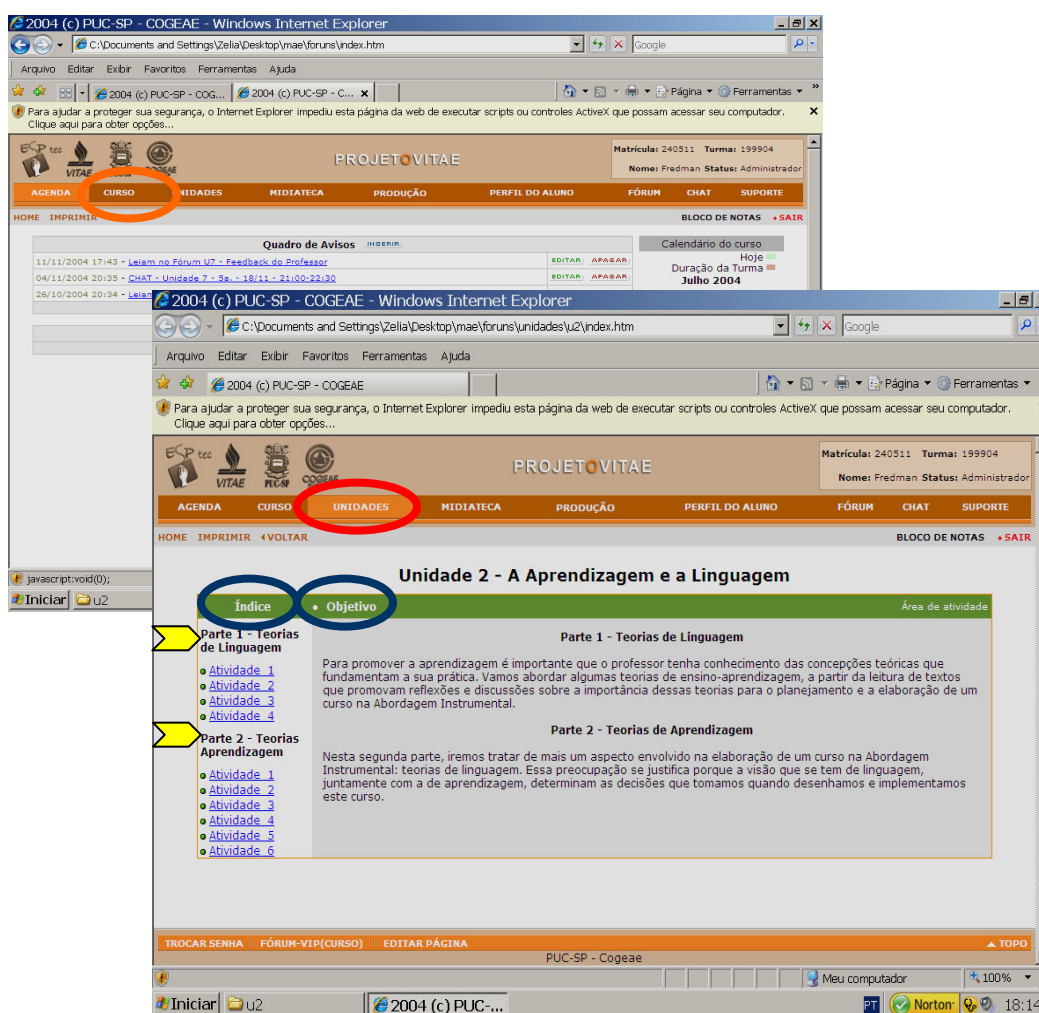 2004 (c) PUC-SP - COGEAE - Windows Internet Explorer
C:\Documents and Settings\Zelia\Desktop\mae\foruns\index.htm
Google
Arquivo Editar Exibir Favoritos Ferramentas Ajuda
2004 (c) PUC-SP - COG... 2004 (c) PUC-SP - C... Página Ferramentas »
Para ajudar a proteger sua segurança, o Internet Explorer impediu esta página da web de executar scripts ou controles ActiveX que possam acessar seu computador.
Clique aqui para obter opções...
ESP tec VITAE COGEAE
PROJETOVITAE
Matrícula: 240511 Turma: 199904
Nome: Fredman Status: Administrador
AGENDA CURSO UNIDADES MIDIATECA PRODUÇÃO PERFIL DO ALUNO FÓRUM CHAT SUPORTE
HOME IMPRIMIR BLOCO DE NOTAS SAIR
Quadro de Avisos INSERIR
Calendário do curso
11/11/2004 17:43 - Leiam no Fórum U7 - Feedback do Professor EDITAR APAGAR
Hoje
04/11/2004 20:35 - CHAT - Unidade 7 - 5a. - 18/11 - 21:00-22:30 EDITAR APAGAR
Duração da Turma
Julho 2004
26/10/2004 20:34 - Leiam
javascript:void(0);
Iniciar u2
2004 (c) PUC-SP - COGEAE - Windows Internet Explorer
C:\Documents and Settings\Zelia\Desktop\mae\foruns\unidades\u2\index.htm
Google
Arquivo Editar Exibir Favoritos Ferramentas Ajuda
2004 (c) PUC-SP - COGEAE Página Ferramentas
Para ajudar a proteger sua segurança, o Internet Explorer impediu esta página da web de executar scripts ou controles ActiveX que possam acessar seu computador.
Clique aqui para obter opções...
ESP tec VITAE PUC-SP COGEAE
PROJETOVITAE
Matrícula: 240511 Turma: 199904
Nome: Fredman Status: Administrador
AGENDA CURSO UNIDADES MIDIATECA PRODUÇÃO PERFIL DO ALUNO FÓRUM CHAT SUPORTE
HOME IMPRIMIR VOLTAR BLOCO DE NOTAS SAIR
Unidade 2 - A Aprendizagem e a Linguagem
Índice • Objetivo Área de atividade
Parte 1 - Teorias
de Linguagem
Atividade 1
Atividade 2
Atividade 3
Atividade 4
Parte 2 - Teorias
Aprendizagem
Atividade 1
Atividade 2
Atividade 3
Atividade 4
Atividade 5
Atividade 6
Parte 1 - Teorias de Linguagem
Para promover a aprendizagem é importante que o professor tenha conhecimento das concepções teóricas que
fundamentam a sua prática. Vamos abordar algumas teorias de ensino-aprendizagem, a partir da leitura de textos
que promovam reflexões e discussões sobre a importância dessas teorias para o planejamento e a elaboração de um
curso na Abordagem Instrumental.
Parte 2 - Teorias de Aprendizagem
Nesta segunda parte, iremos tratar de mais um aspecto envolvido na elaboração de um curso na Abordagem
Instrumental: teorias de linguagem. Essa preocupação se justifica porque a visão que se tem de linguagem,
juntamente com a de aprendizagem, determinam as decisões que tomamos quando desenhamos e implementamos
este curso.
TROCAR SENHA FÓRUM-VIP(CURSO) EDITAR PÁGINA TOPO
PUC-SP - Cogeae
Meu computador 100%
Iniciar u2 2004 (c) PUC-... PT Norton 18:14